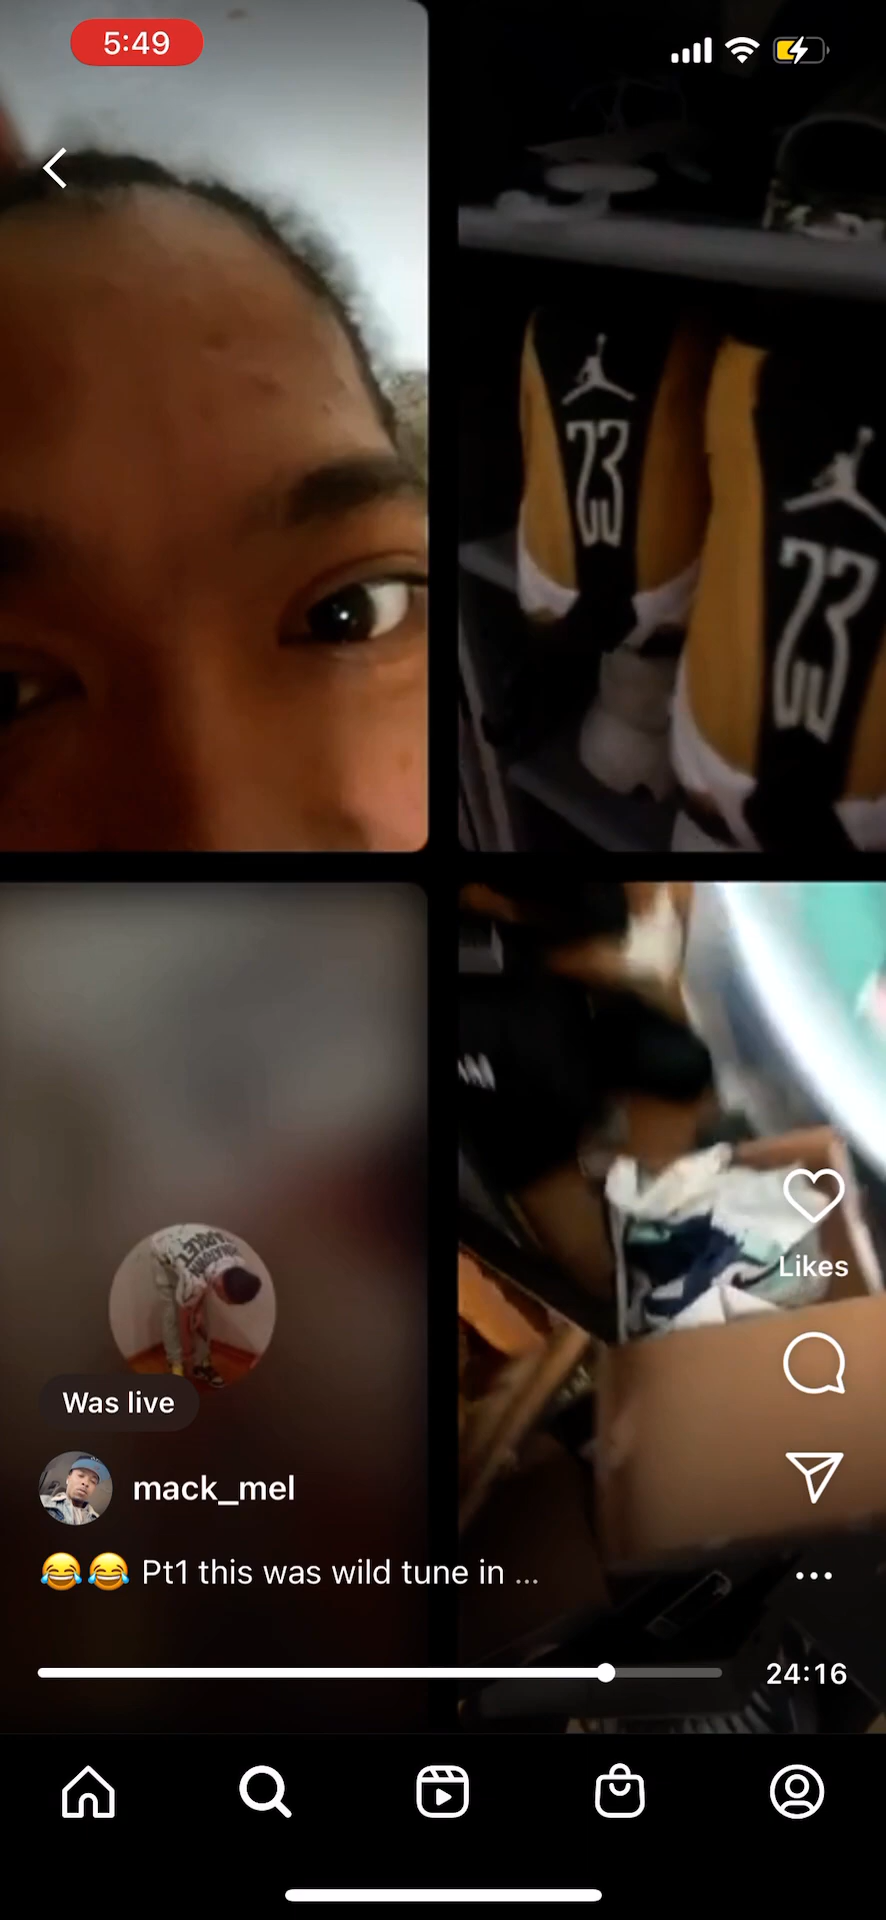 5:49
23
23
Was live
mack_mel
😂😂 Pt1 this was wild tune in ...
Likes
24:16